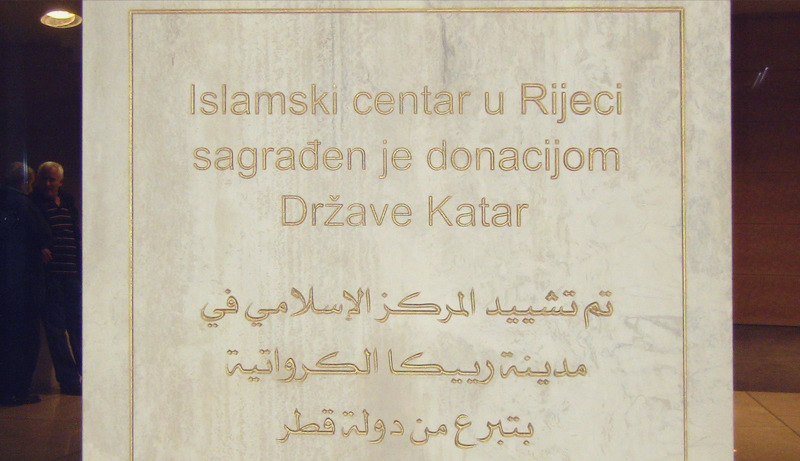 Islamski centar u Rijeci
sagrađen je donacijom
Države Katar
تم تشييد المركز الإسلامي في
مدينة رييكا الكرواتية
بتبرع من دولة قطر